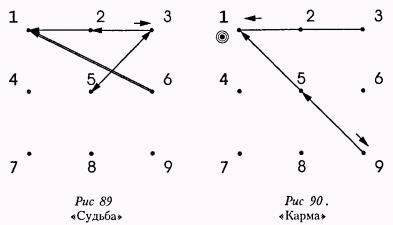 1 2 3 1 2 3
4 5 6 4 5 6
7 8 9 7 8 9
Рис 89 Рис 90 .
«Судьба» «Карма»